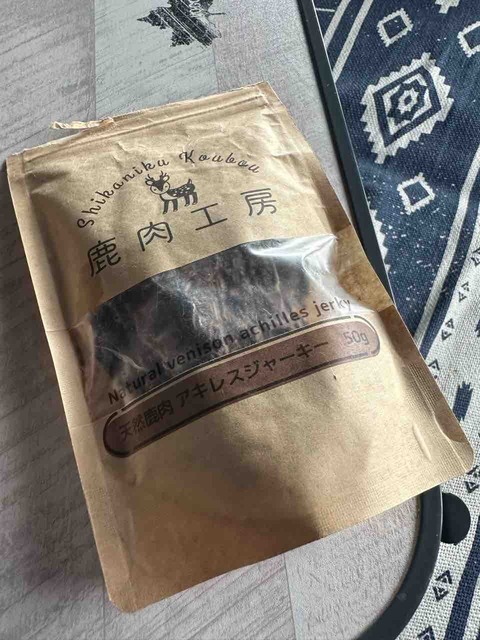 Shikaniku Koubou
鹿肉工房
Natural venison achilles jerky
天然鹿肉 アキレスジャーキー 50g